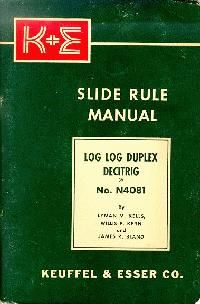 K+E
SLIDE RULE
MANUAL
LOG LOG DUPLEX
DECITRIG
No. N4081
By
LYMAN M. KELLS,
WILLIS F. KERN
and
JAMES R. BLAND
KEUFFEL & ESSER CO.